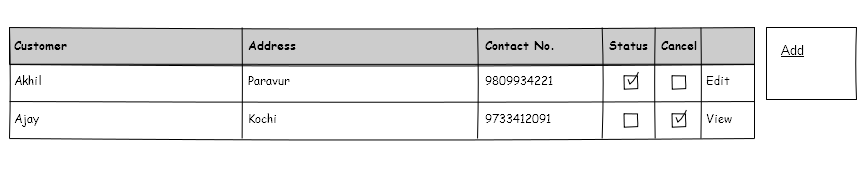 Customer Address Contact No. Status Cancel
Add
Akhil Paravur 9809934221 Edit
Ajay Kochi 9733412091 View